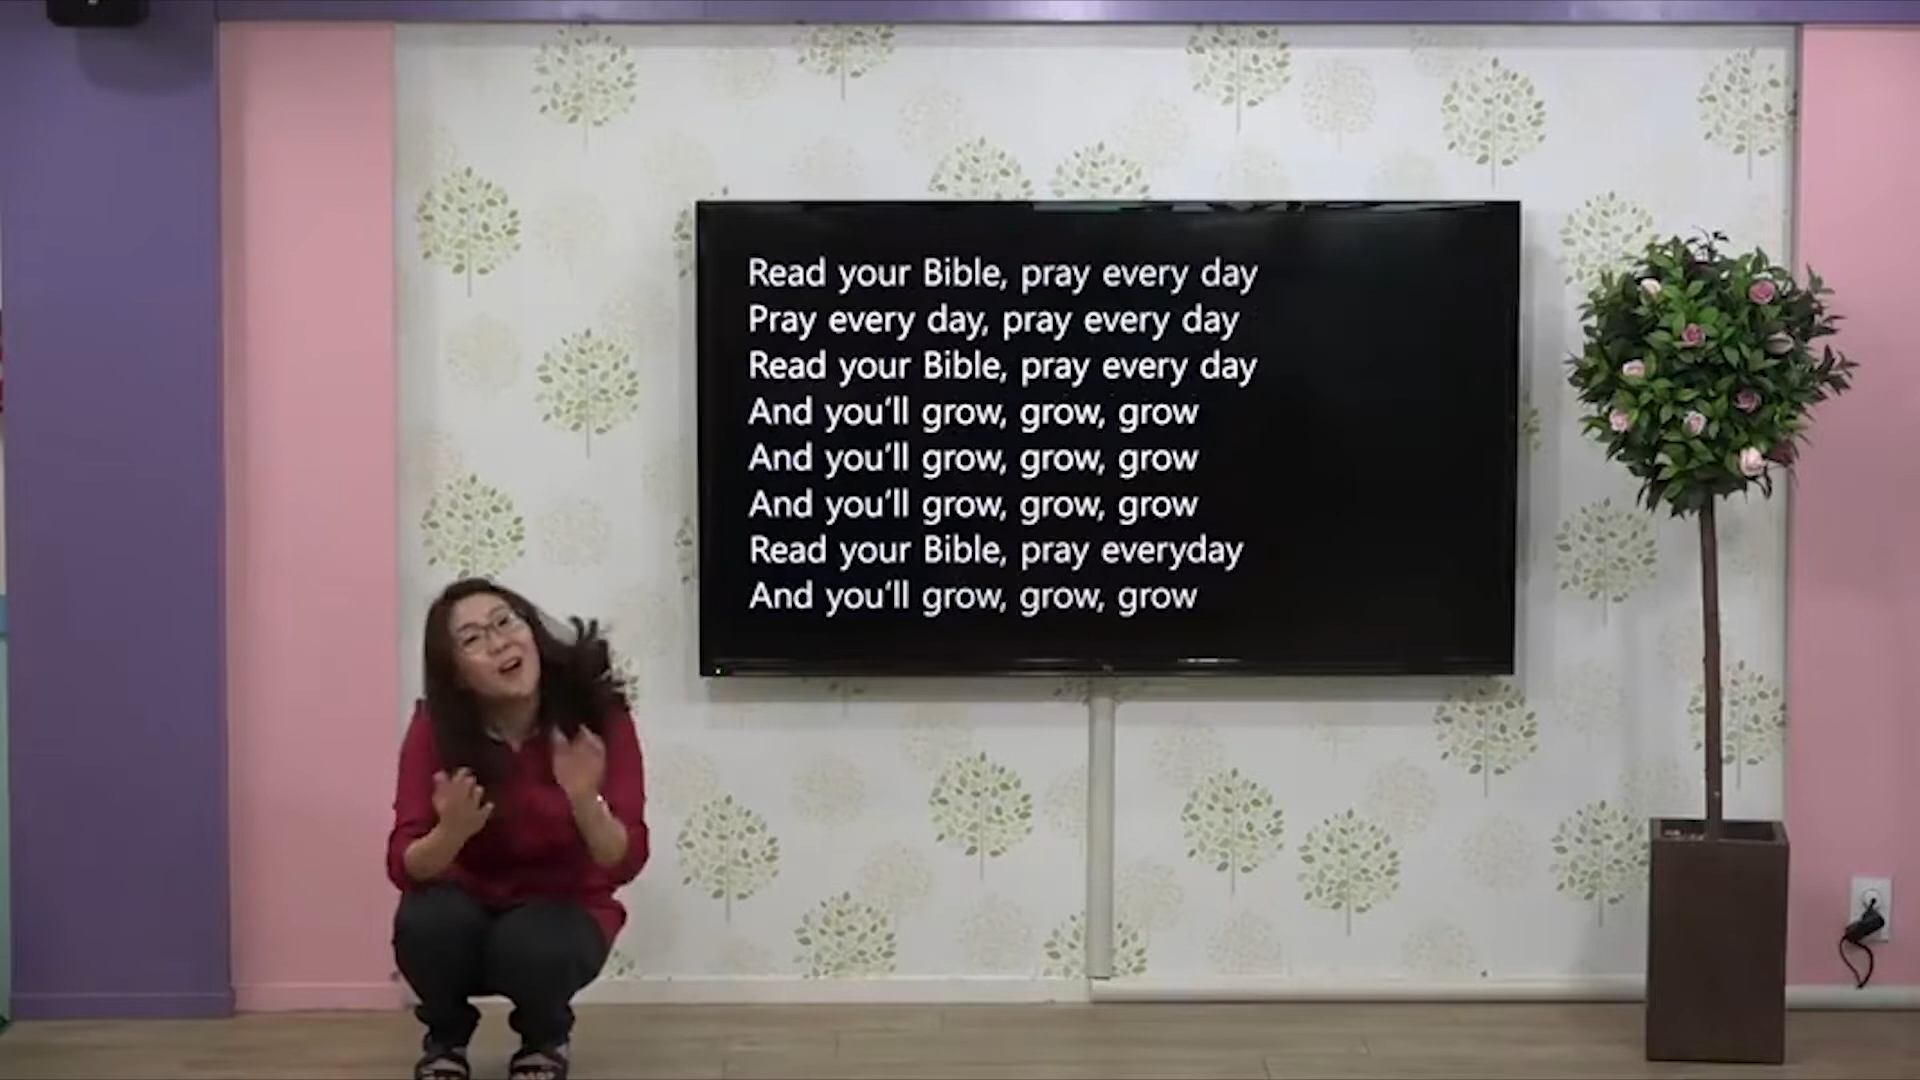 Read your Bible, pray every day
Pray every day, pray every day
Read your Bible, pray every day
And you‘ll grow, grow, grow
And you‘ll grow, grow, grow
And you‘ll grow, grow, grow
Read your Bible, pray everyday
And you‘ll grow, grow, grow